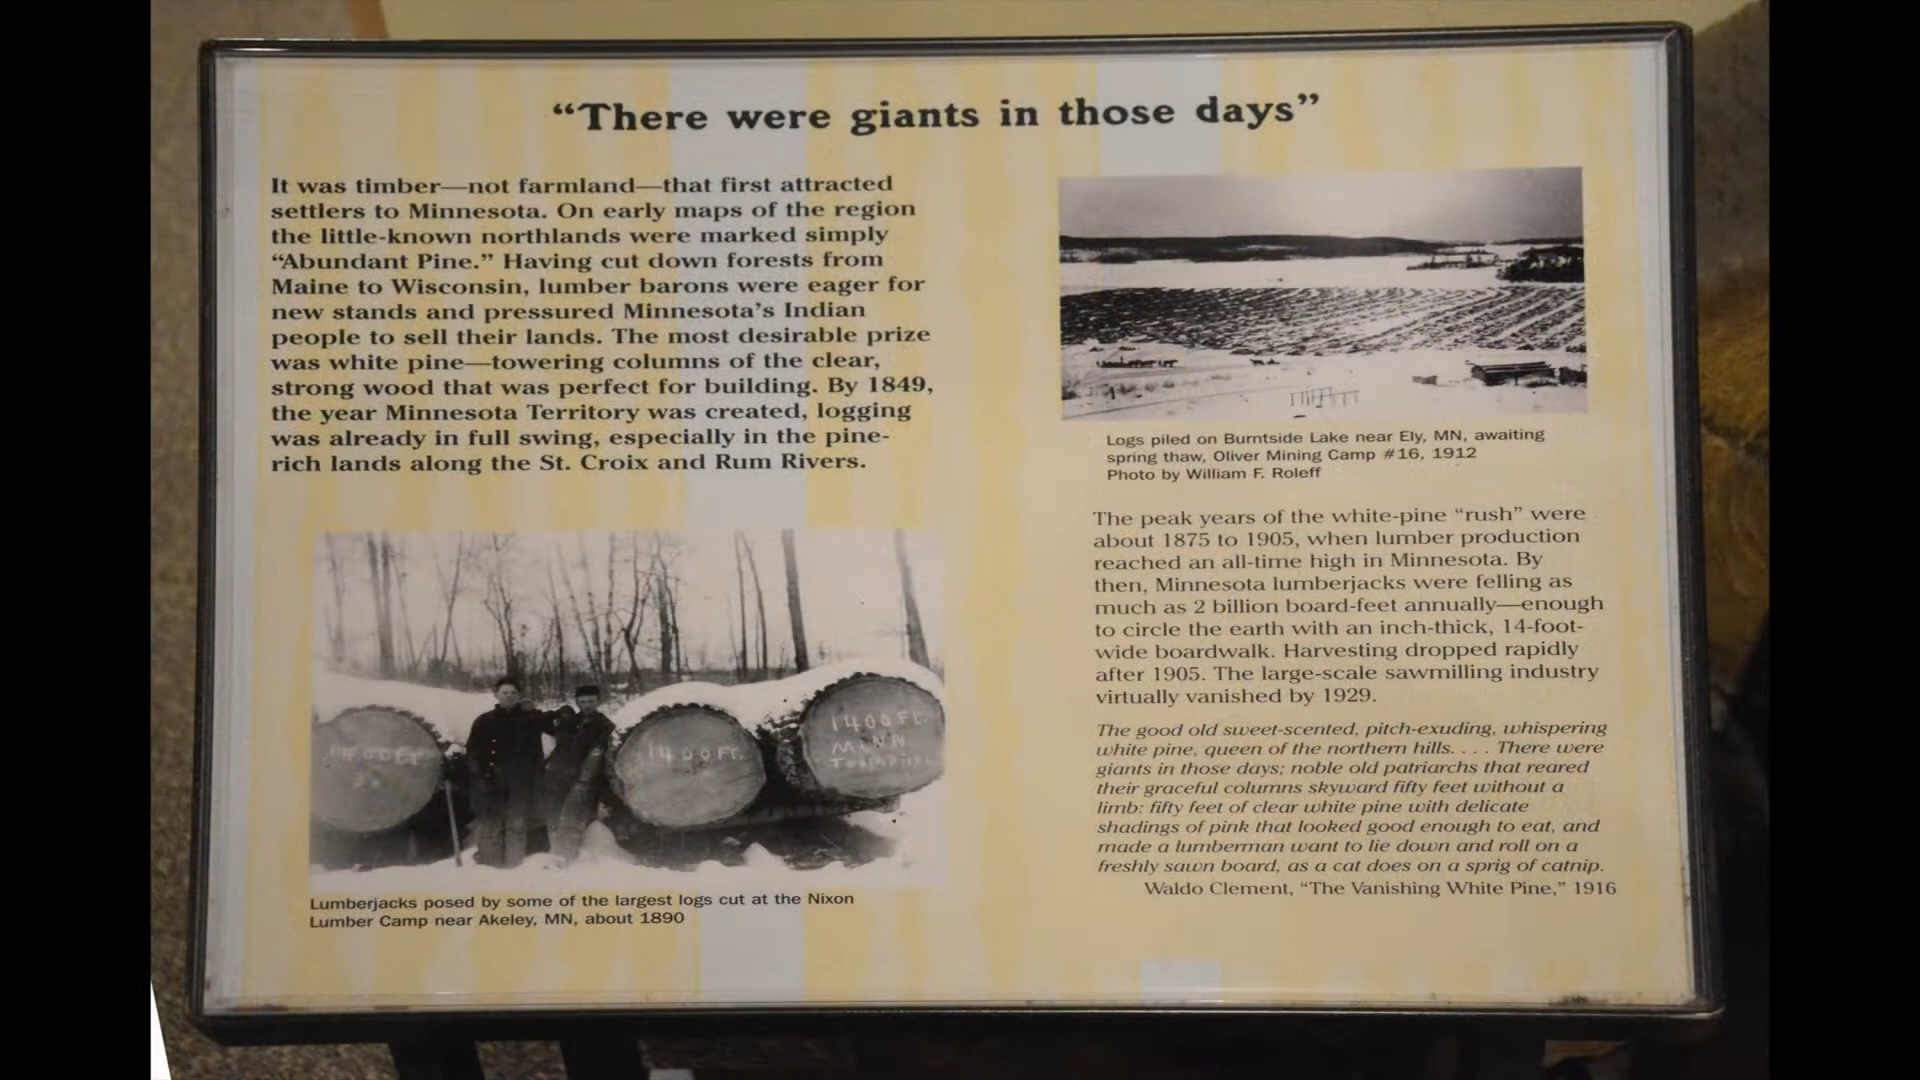 “There were giants in those days”
It was timber—not farmland—that first attracted
settlers to Minnesota. On early maps of the region
the little-known northlands were marked simply
“Abundant Pine.” Having cut down forests from
Maine to Wisconsin, lumber barons were eager for
new stands and pressured Minnesota’s Indian
people to sell their lands. The most desirable prize
was white pine—towering columns of the clear,
strong wood that was perfect for building. By 1849,
the year Minnesota Territory was created, logging
was already in full swing, especially in the pine-
rich lands along the St. Croix and Rum Rivers.
1400 Ft.
1400 Ft.
MINN.
Lumberjacks posed by some of the largest logs cut at the Nixon
Lumber Camp near Akeley, MN, about 1890
Logs piled on Burntside Lake near Ely, MN, awaiting
spring thaw, Oliver Mining Camp #16, 1912
Photo by William F. Roleff
The peak years of the white-pine “rush” were
about 1875 to 1905, when lumber production
reached an all-time high in Minnesota. By
then, Minnesota lumberjacks were felling as
much as 2 billion board-feet annually—enough
to circle the earth with an inch-thick, 14-foot-
wide boardwalk. Harvesting dropped rapidly
after 1905. The large-scale sawmilling industry
virtually vanished by 1929.
The good old sweet-scented, pitch-exuding, whispering
white pine, queen of the northern hills. . . . There were
giants in those days; noble old patriarchs that reared
their graceful columns skyward fifty feet without a
limb: fifty feet of clear white pine with delicate
shadings of pink that looked good enough to eat, and
made a lumberman want to lie down and roll on a
freshly sawn board, as a cat does on a sprig of catnip.
Waldo Clement, “The Vanishing White Pine,” 1916